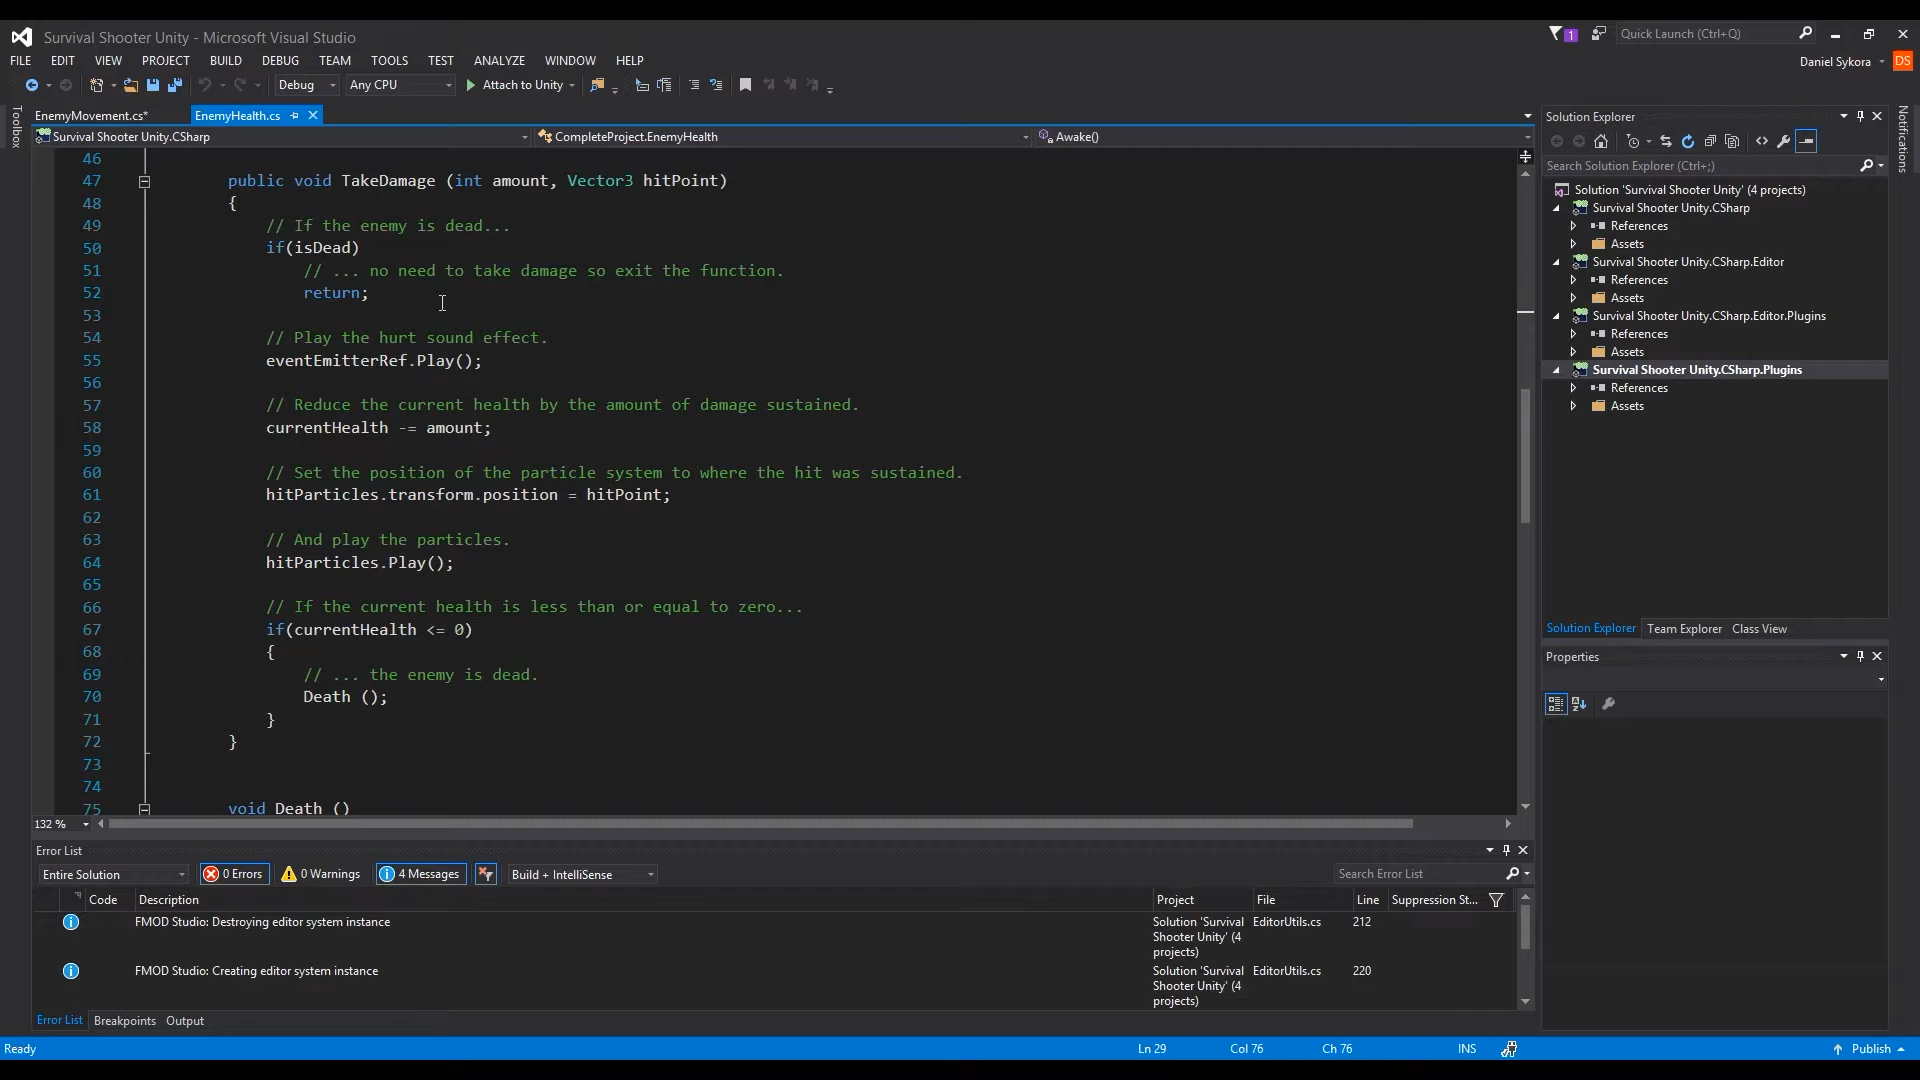 Survival Shooter Unity - Microsoft Visual Studio
1
Quick Launch (Ctrl+Q)
FILE EDIT VIEW PROJECT BUILD DEBUG TEAM TOOLS TEST ANALYZE WINDOW HELP
Daniel Sykora
DS
Debug Any CPU Attach to Unity
Toolbox
EnemyMovement.cs* EnemyHealth.cs
Survival Shooter Unity.CSharp CompleteProject.EnemyHealth Awake()
46
47 public void TakeDamage (int amount, Vector3 hitPoint)
48 {
49 // If the enemy is dead...
50 if(isDead)
51 // ... no need to take damage so exit the function.
52 return;
53
54 // Play the hurt sound effect.
55 eventEmitterRef.Play();
56
57 // Reduce the current health by the amount of damage sustained.
58 currentHealth -= amount;
59
60 // Set the position of the particle system to where the hit was sustained.
61 hitParticles.transform.position = hitPoint;
62
63 // And play the particles.
64 hitParticles.Play();
65
66 // If the current health is less than or equal to zero...
67 if(currentHealth <= 0)
68 {
69 // ... the enemy is dead.
70 Death ();
71 }
72 }
73
74
75 void Death ()
132 %
Solution Explorer
Search Solution Explorer (Ctrl+;)
Solution 'Survival Shooter Unity' (4 projects)
Survival Shooter Unity.CSharp
References
Assets
Survival Shooter Unity.CSharp.Editor
References
Assets
Survival Shooter Unity.CSharp.Editor.Plugins
References
Assets
Survival Shooter Unity.CSharp.Plugins
References
Assets
Solution Explorer Team Explorer Class View
Properties
Notifications
Error List
Entire Solution 0 Errors 0 Warnings 4 Messages Build + IntelliSense Search Error List
Code Description Project File Line Suppression St...
FMOD Studio: Destroying editor system instance Solution 'Survival EditorUtils.cs 212
Shooter Unity' (4
projects)
FMOD Studio: Creating editor system instance Solution 'Survival EditorUtils.cs 220
Shooter Unity' (4
projects)
Error List Breakpoints Output
Ready Ln 29 Col 76 Ch 76 INS Publish